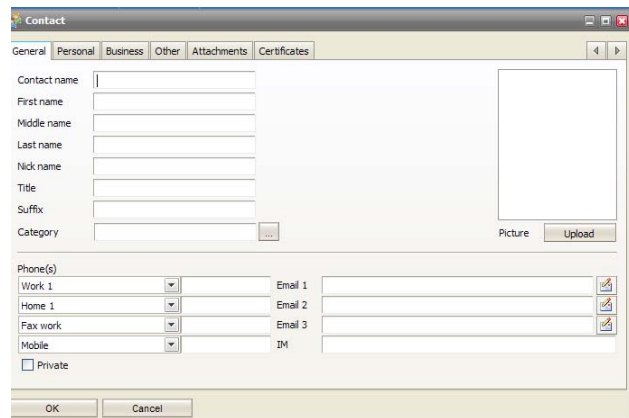 Contact
General Personal Business Other Attachments Certificates
Contact name
First name
Middle name
Last name
Nick name
Title
Suffix
Category ...
Picture Upload
Phone(s)
Work 1 Email 1
Home 1 Email 2
Fax work Email 3
Mobile IM
Private
OK Cancel